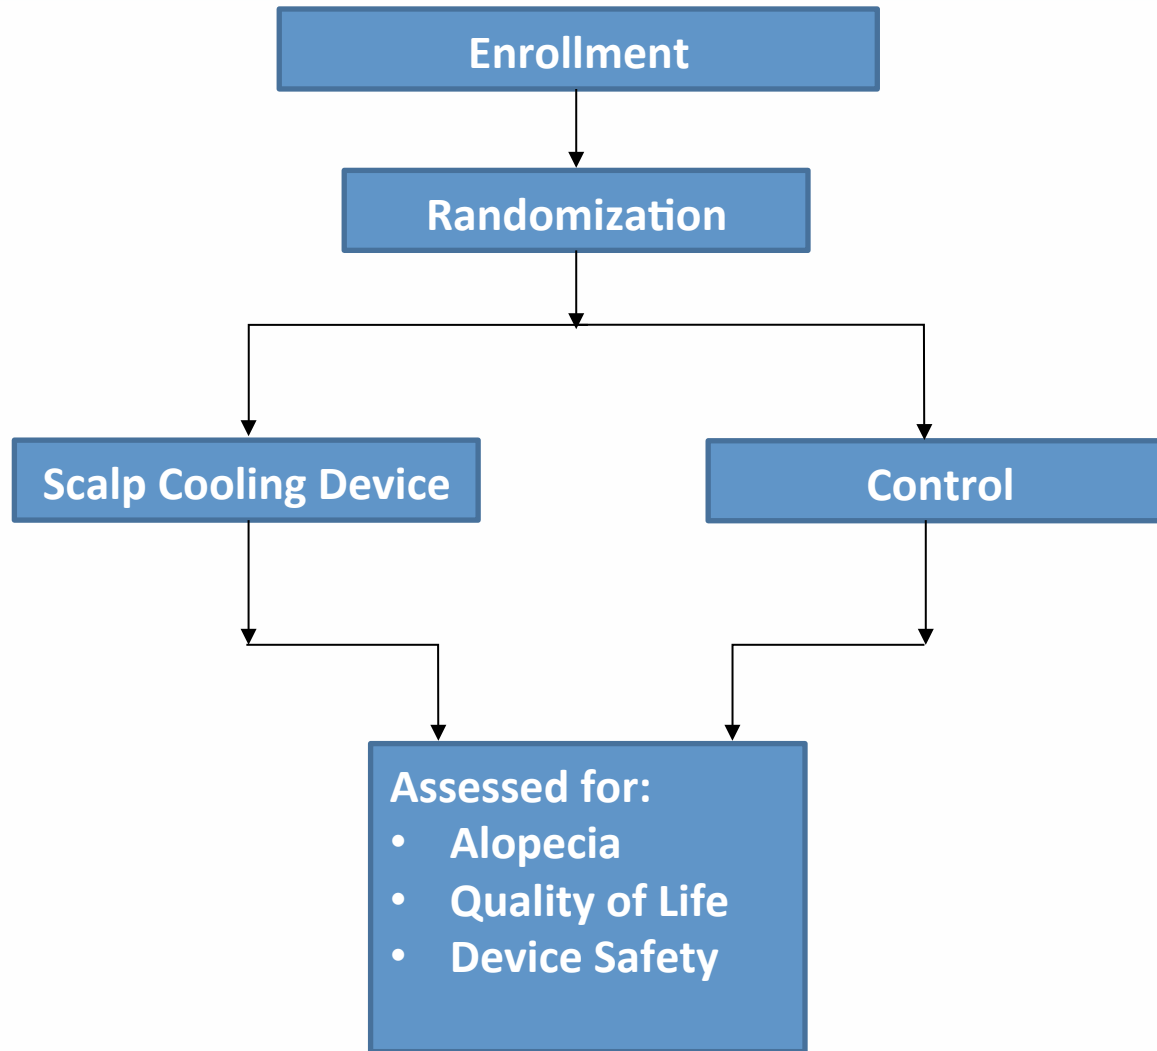 Enrollment
Randomization
Scalp Cooling Device
Control
Assessed for:
• Alopecia
• Quality of Life
• Device Safety